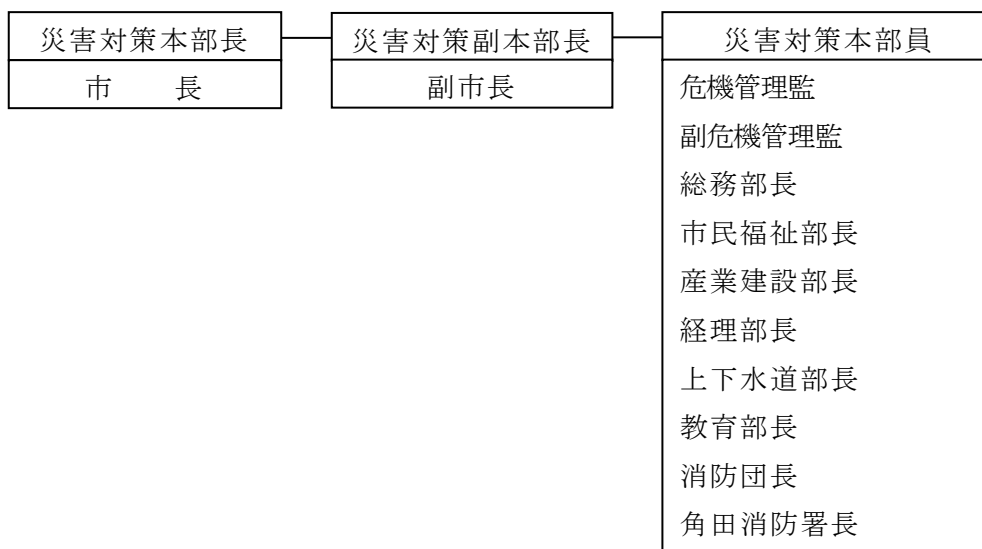 災害対策本部長
市　　長
災害対策副本部長
副市長
災害対策本部員
危機管理監
副危機管理監
総務部長
市民福祉部長
産業建設部長
経理部長
上下水道部長
教育部長
消防団長
角田消防署長